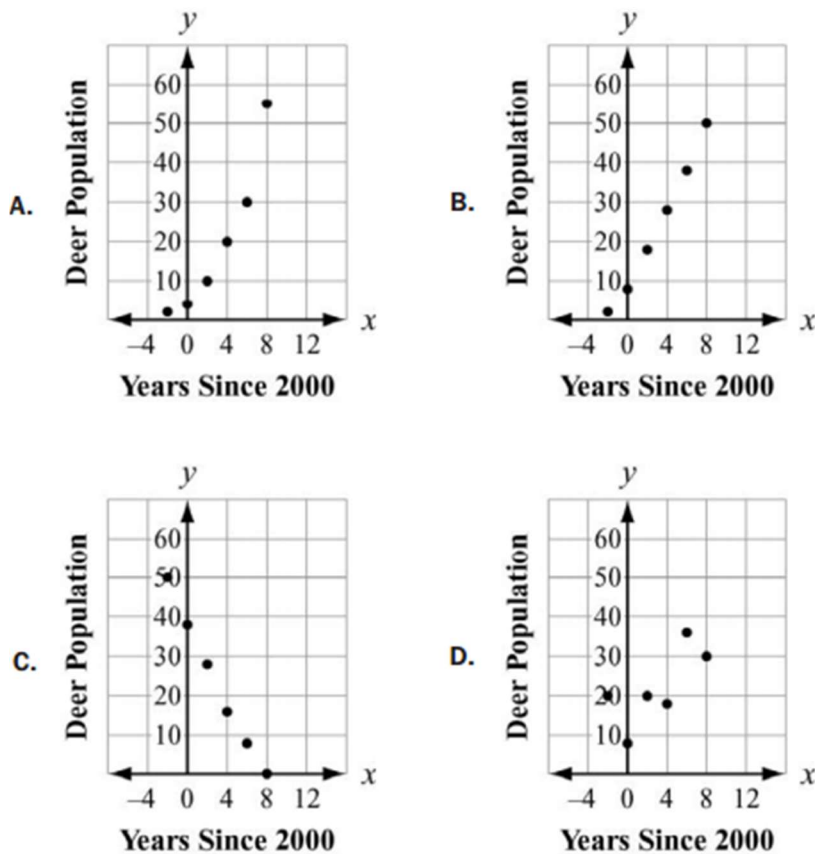 A.
y
Deer Population
60
50
40
30
20
10
x
–4 0 4 8 12
Years Since 2000
B.
y
Deer Population
60
50
40
30
20
10
x
–4 0 4 8 12
Years Since 2000
C.
y
Deer Population
60
50
40
30
20
10
x
–4 0 4 8 12
Years Since 2000
D.
y
Deer Population
60
50
40
30
20
10
x
–4 0 4 8 12
Years Since 2000